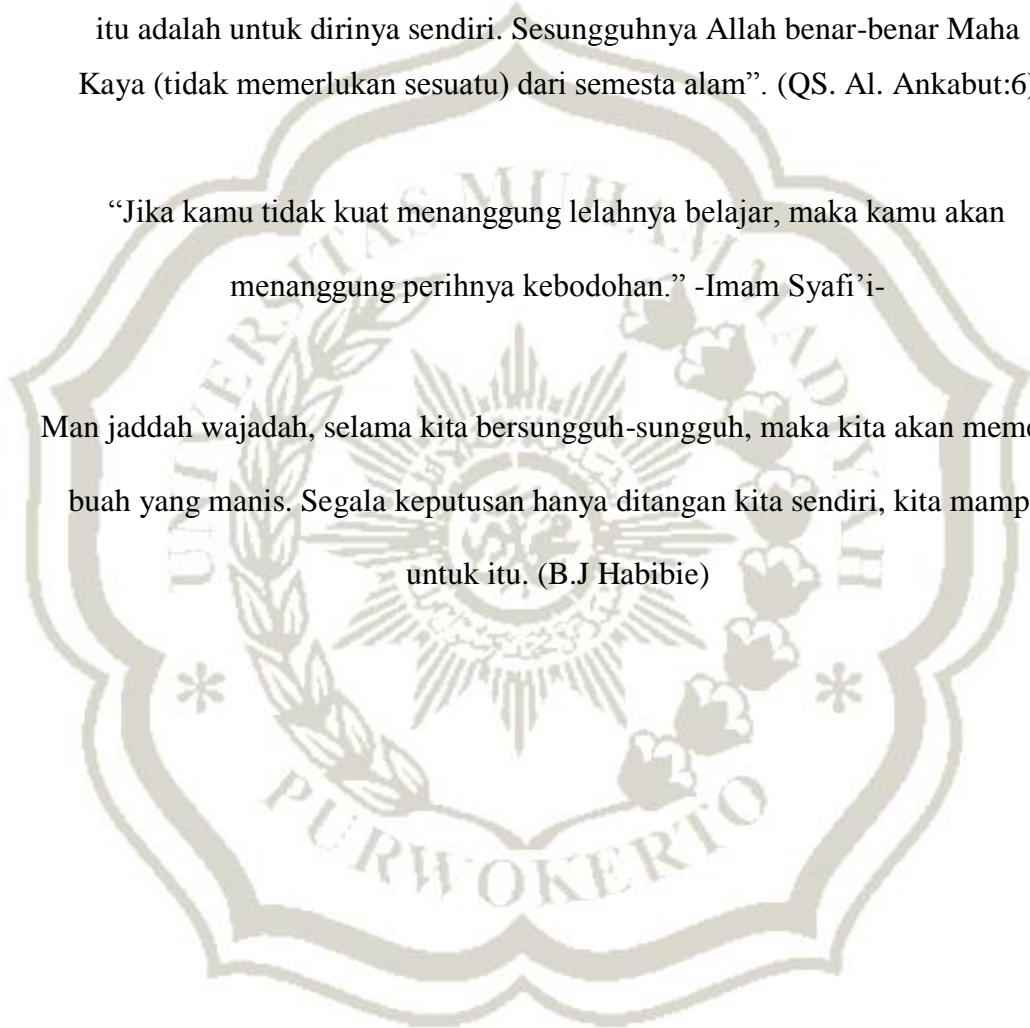 itu adalah untuk dirinya sendiri. Sesungguhnya Allah benar-benar Maha
Kaya (tidak memerlukan sesuatu) dari semesta alam”. (QS. Al. Ankabut:6)
“Jika kamu tidak kuat menanggung lelahnya belajar, maka kamu akan
menanggung perihnya kebodohan.” -Imam Syafi’i-
Man jaddah wajadah, selama kita bersungguh-sungguh, maka kita akan
buah yang manis. Segala keputusan hanya ditangan kita sendiri, kita
untuk itu. (B.J Habibie)
UNIVERSITAS MUHAMMADIYAH
PURWOKERTO